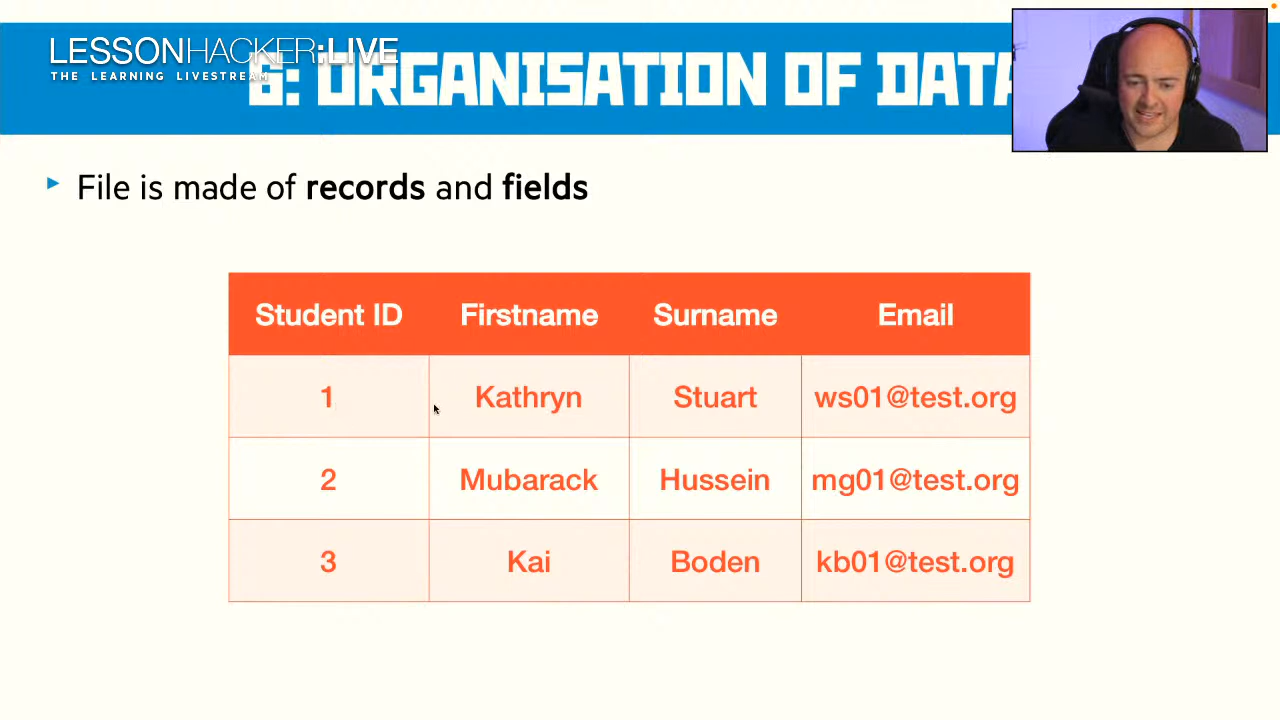 LESSONHACKER:LIVE
THE LEARNING LIVESTREAM
6: ORGANISATION OF DATA
File is made of records and fields
Student ID Firstname Surname Email
1 Kathryn Stuart ws01@test.org
2 Mubarack Hussein mg01@test.org
3 Kai Boden kb01@test.org